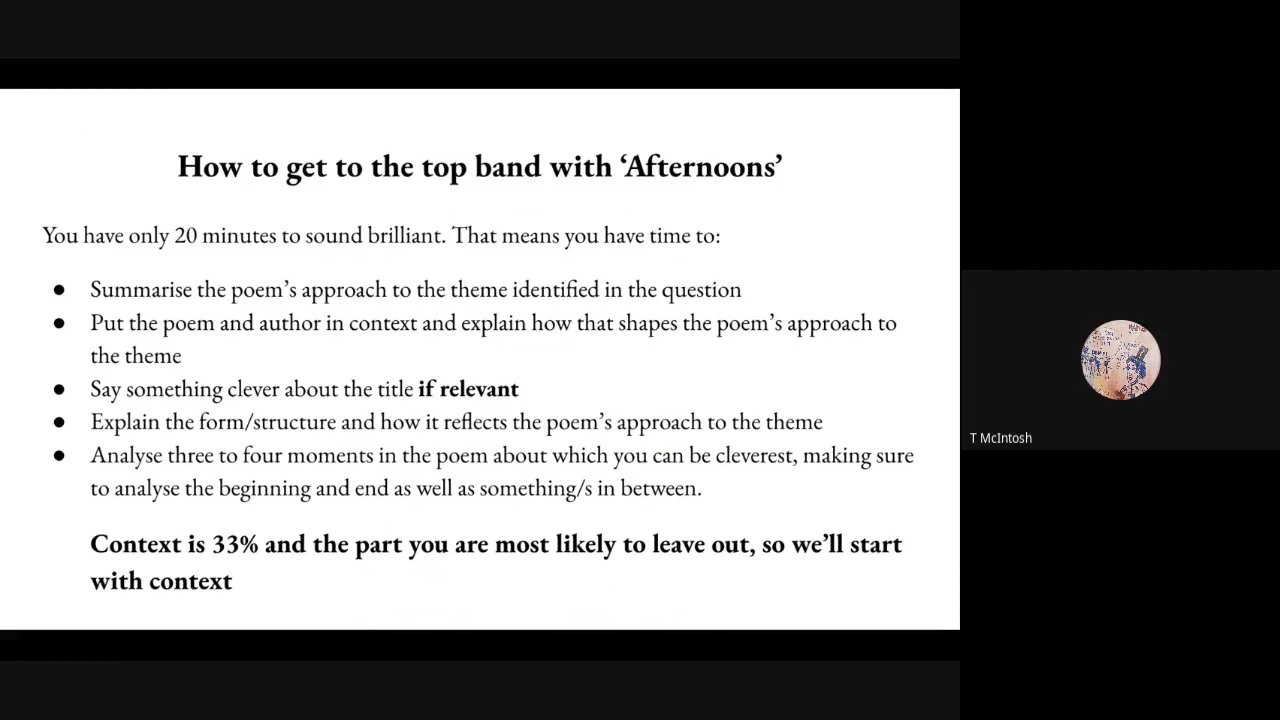 How to get to the top band with ‘Afternoons’
You have only 20 minutes to sound brilliant. That means you have time to:
● Summarise the poem’s approach to the theme identified in the question
● Put the poem and author in context and explain how that shapes the poem’s approach to
the theme
● Say something clever about the title if relevant
● Explain the form/structure and how it reflects the poem’s approach to the theme
● Analyse three to four moments in the poem about which you can be cleverest, making sure
to analyse the beginning and end as well as something/s in between.
Context is 33% and the part you are most likely to leave out, so we’ll start
with context
T McIntosh